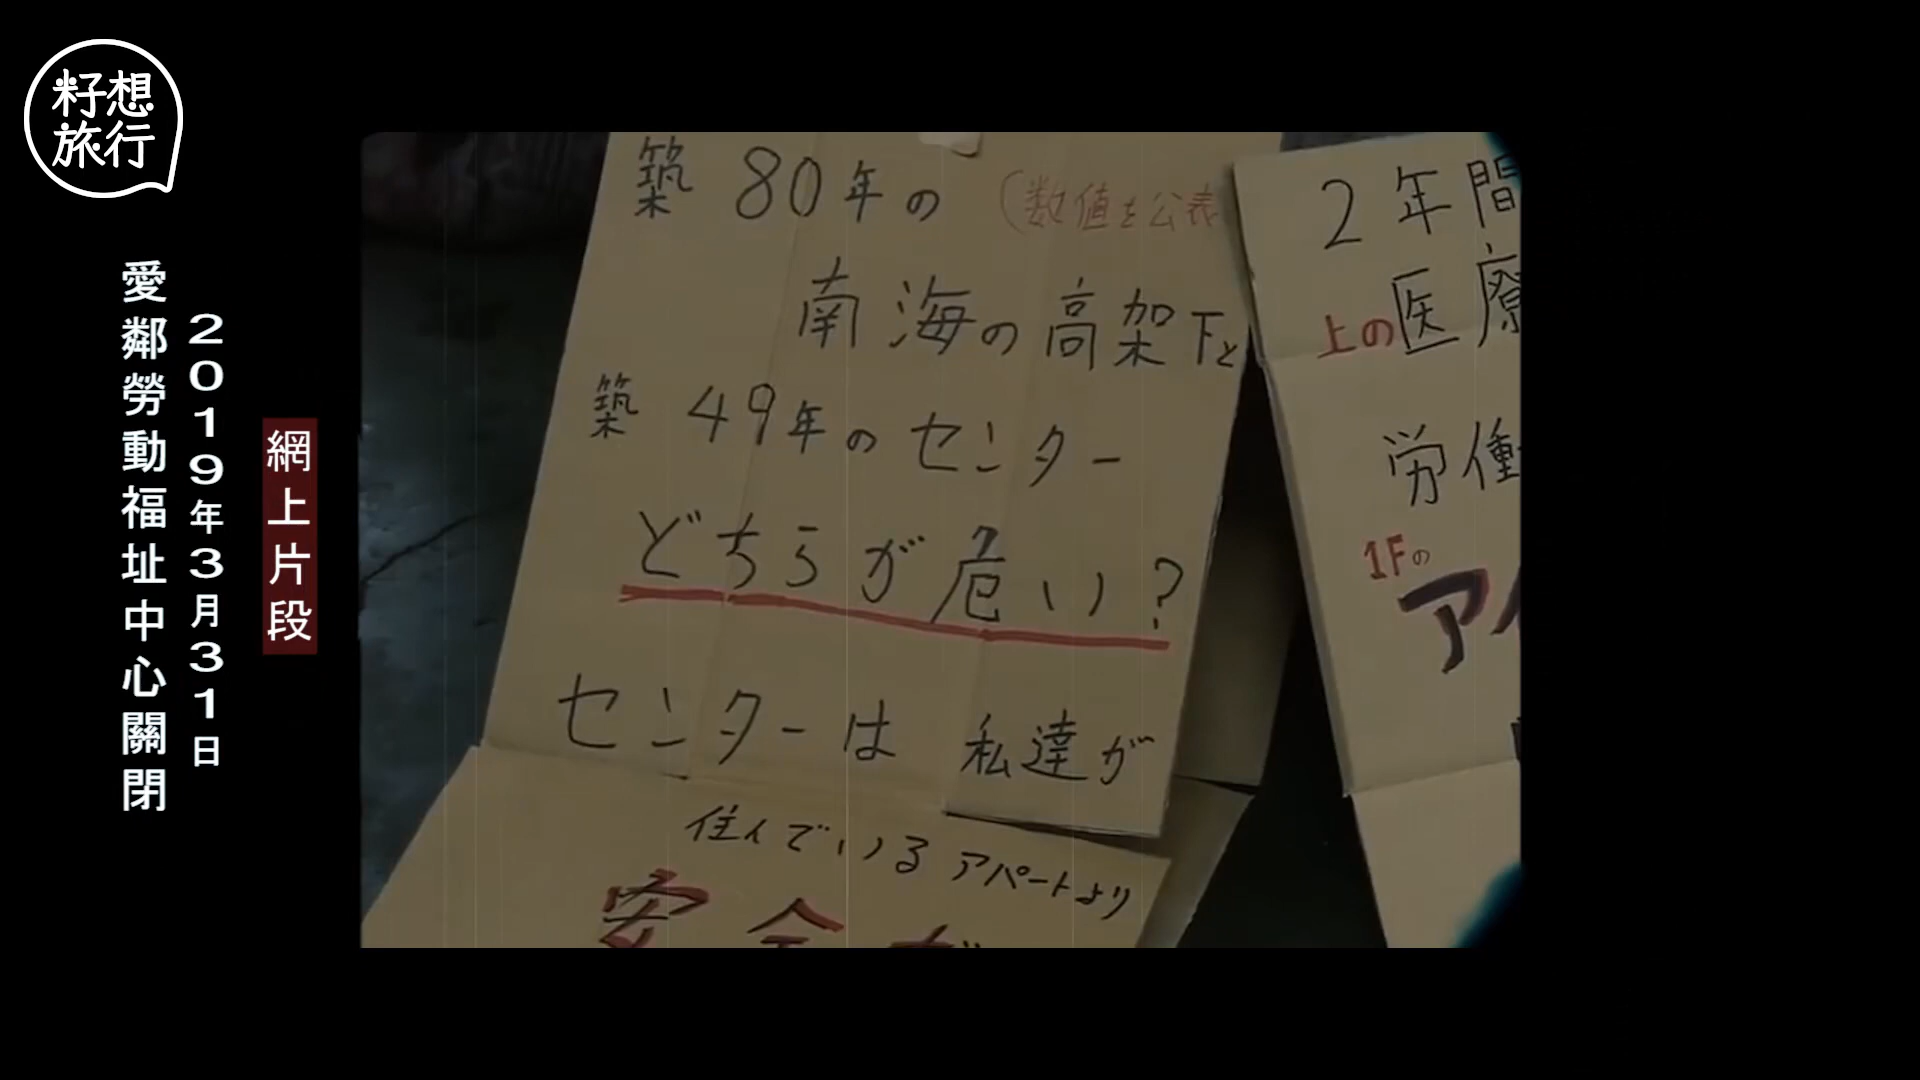 籽想
旅行
網上片段
2019年3月31日
愛鄰勞動福址中心關閉
築 80年の (数値を公表
南海の高架下と
築 49年のセンター
どちらが危い?
センターは 私達が
住んでいるアパートより
安全
2年間
上の医療
労働
1Fの
ア